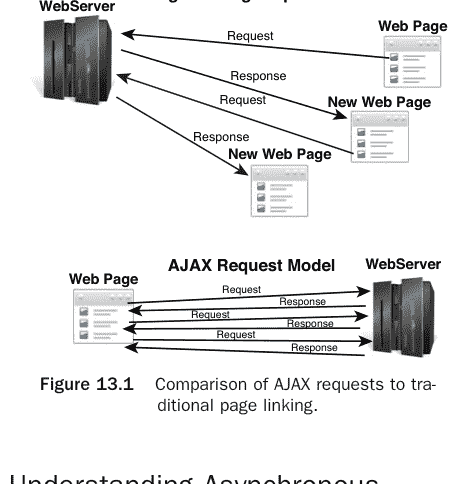 WebServer
Web Page
Request
Response
Request
New Web Page
Response
New Web Page
AJAX Request Model
WebServer
Web Page
Request
Response
Request
Response
Request
Response
Figure 13.1 Comparison of AJAX requests to tra-
ditional page linking.
Understanding Asynchronous